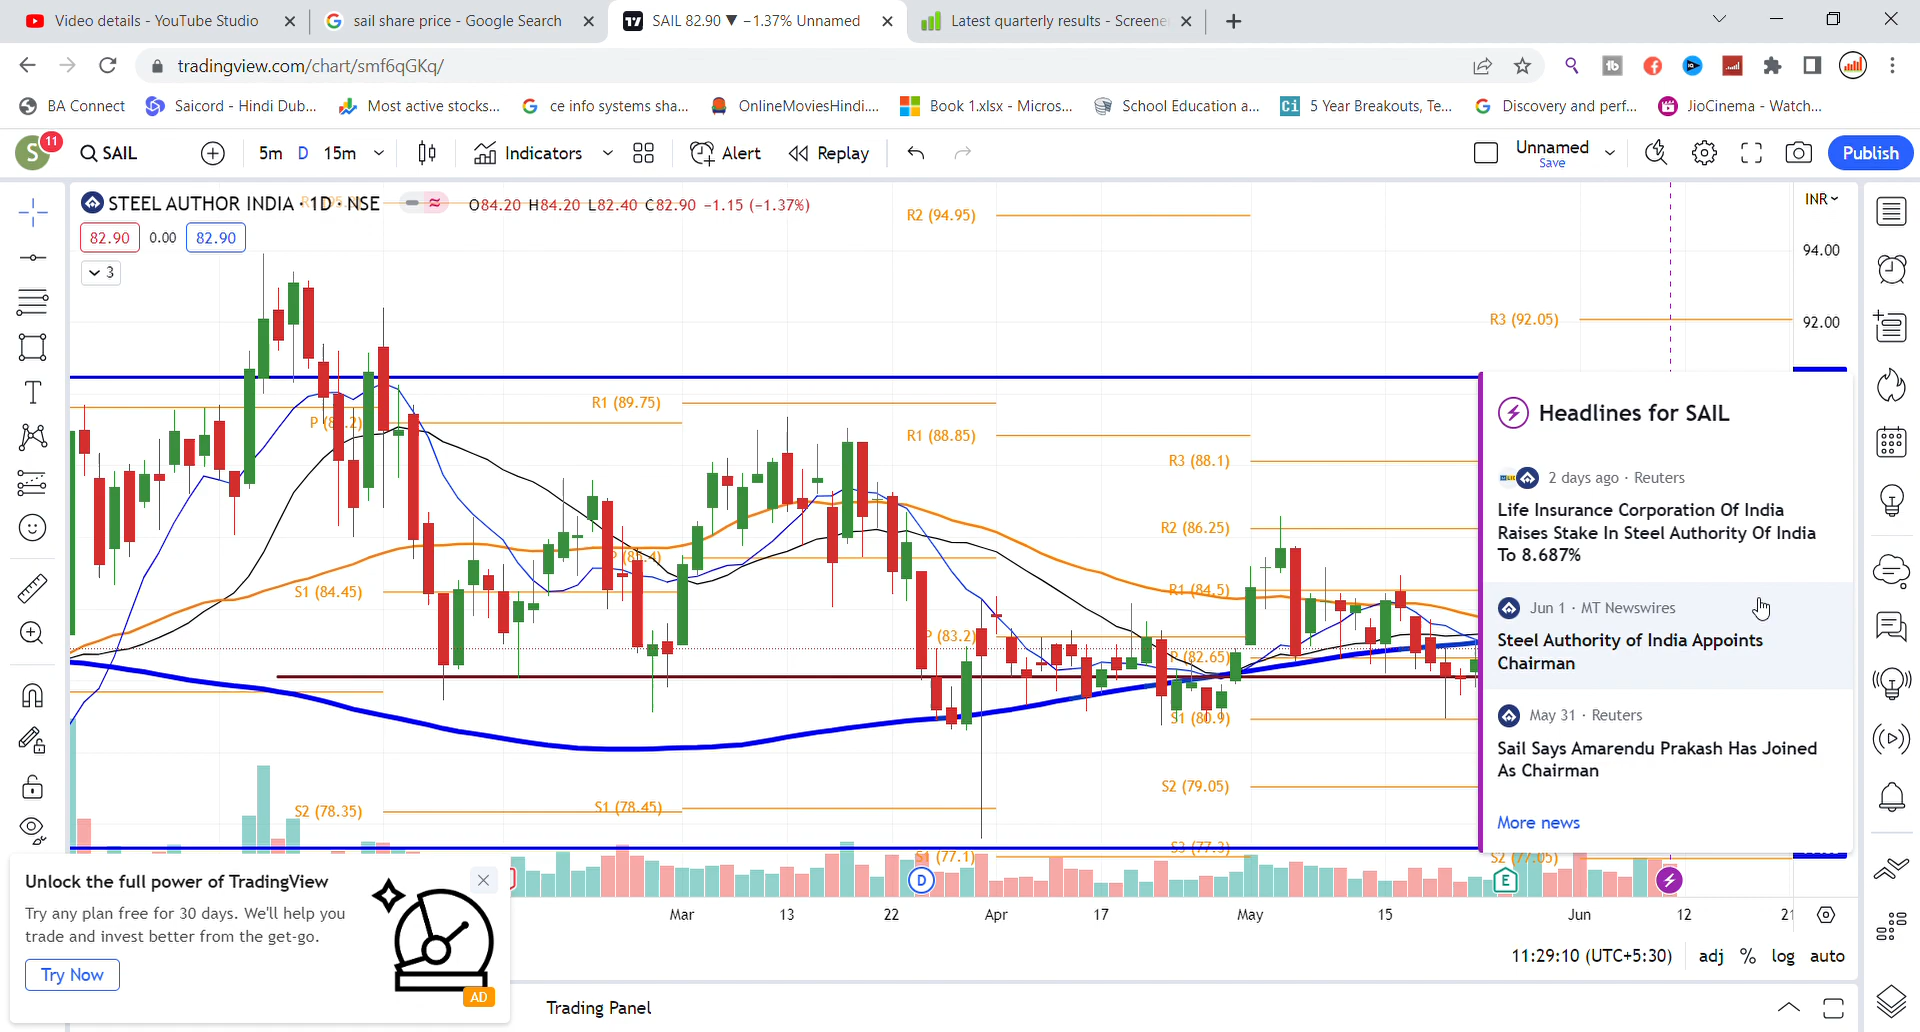 Video details - YouTube Studio
sail share price - Google Search
SAIL 82.90 ▼ −1.37% Unnamed
Latest quarterly results - Screene
tradingview.com/chart/smf6qGKq/
BA Connect
Saicord - Hindi Dub...
Most active stocks...
ce info systems sha...
OnlineMoviesHindi....
Book 1.xlsx - Micros...
School Education a...
5 Year Breakouts, Te...
Discovery and perf...
JioCinema - Watch...
S
11
SAIL
5m
D
15m
Indicators
Alert
Replay
Unnamed
Save
Publish
STEEL AUTHOR INDIA · 1D · NSE
O84.20 H84.20 L82.40 C82.90 −1.15 (−1.37%)
82.90
0.00
82.90
3
INR
94.00
92.00
R2 (94.95)
R3 (92.05)
R1 (89.75)
R1 (88.85)
R3 (88.1)
R2 (86.25)
S1 (84.45)
R1 (84.5)
P (83.2)
P (82.65)
S1 (80.9)
S2 (79.05)
S2 (78.35)
S1 (78.45)
S3 (77.3)
S1 (77.1)
S2 (77.05)
Headlines for SAIL
2 days ago · Reuters
Life Insurance Corporation Of India
Raises Stake In Steel Authority Of India
To 8.687%
Jun 1 · MT Newswires
Steel Authority of India Appoints
Chairman
May 31 · Reuters
Sail Says Amarendu Prakash Has Joined
As Chairman
More news
D
E
Mar
13
22
Apr
17
May
15
Jun
12
21
Unlock the full power of TradingView
Try any plan free for 30 days. We'll help you
trade and invest better from the get-go.
Try Now
AD
11:29:10 (UTC+5:30)
adj
%
log
auto
Trading Panel